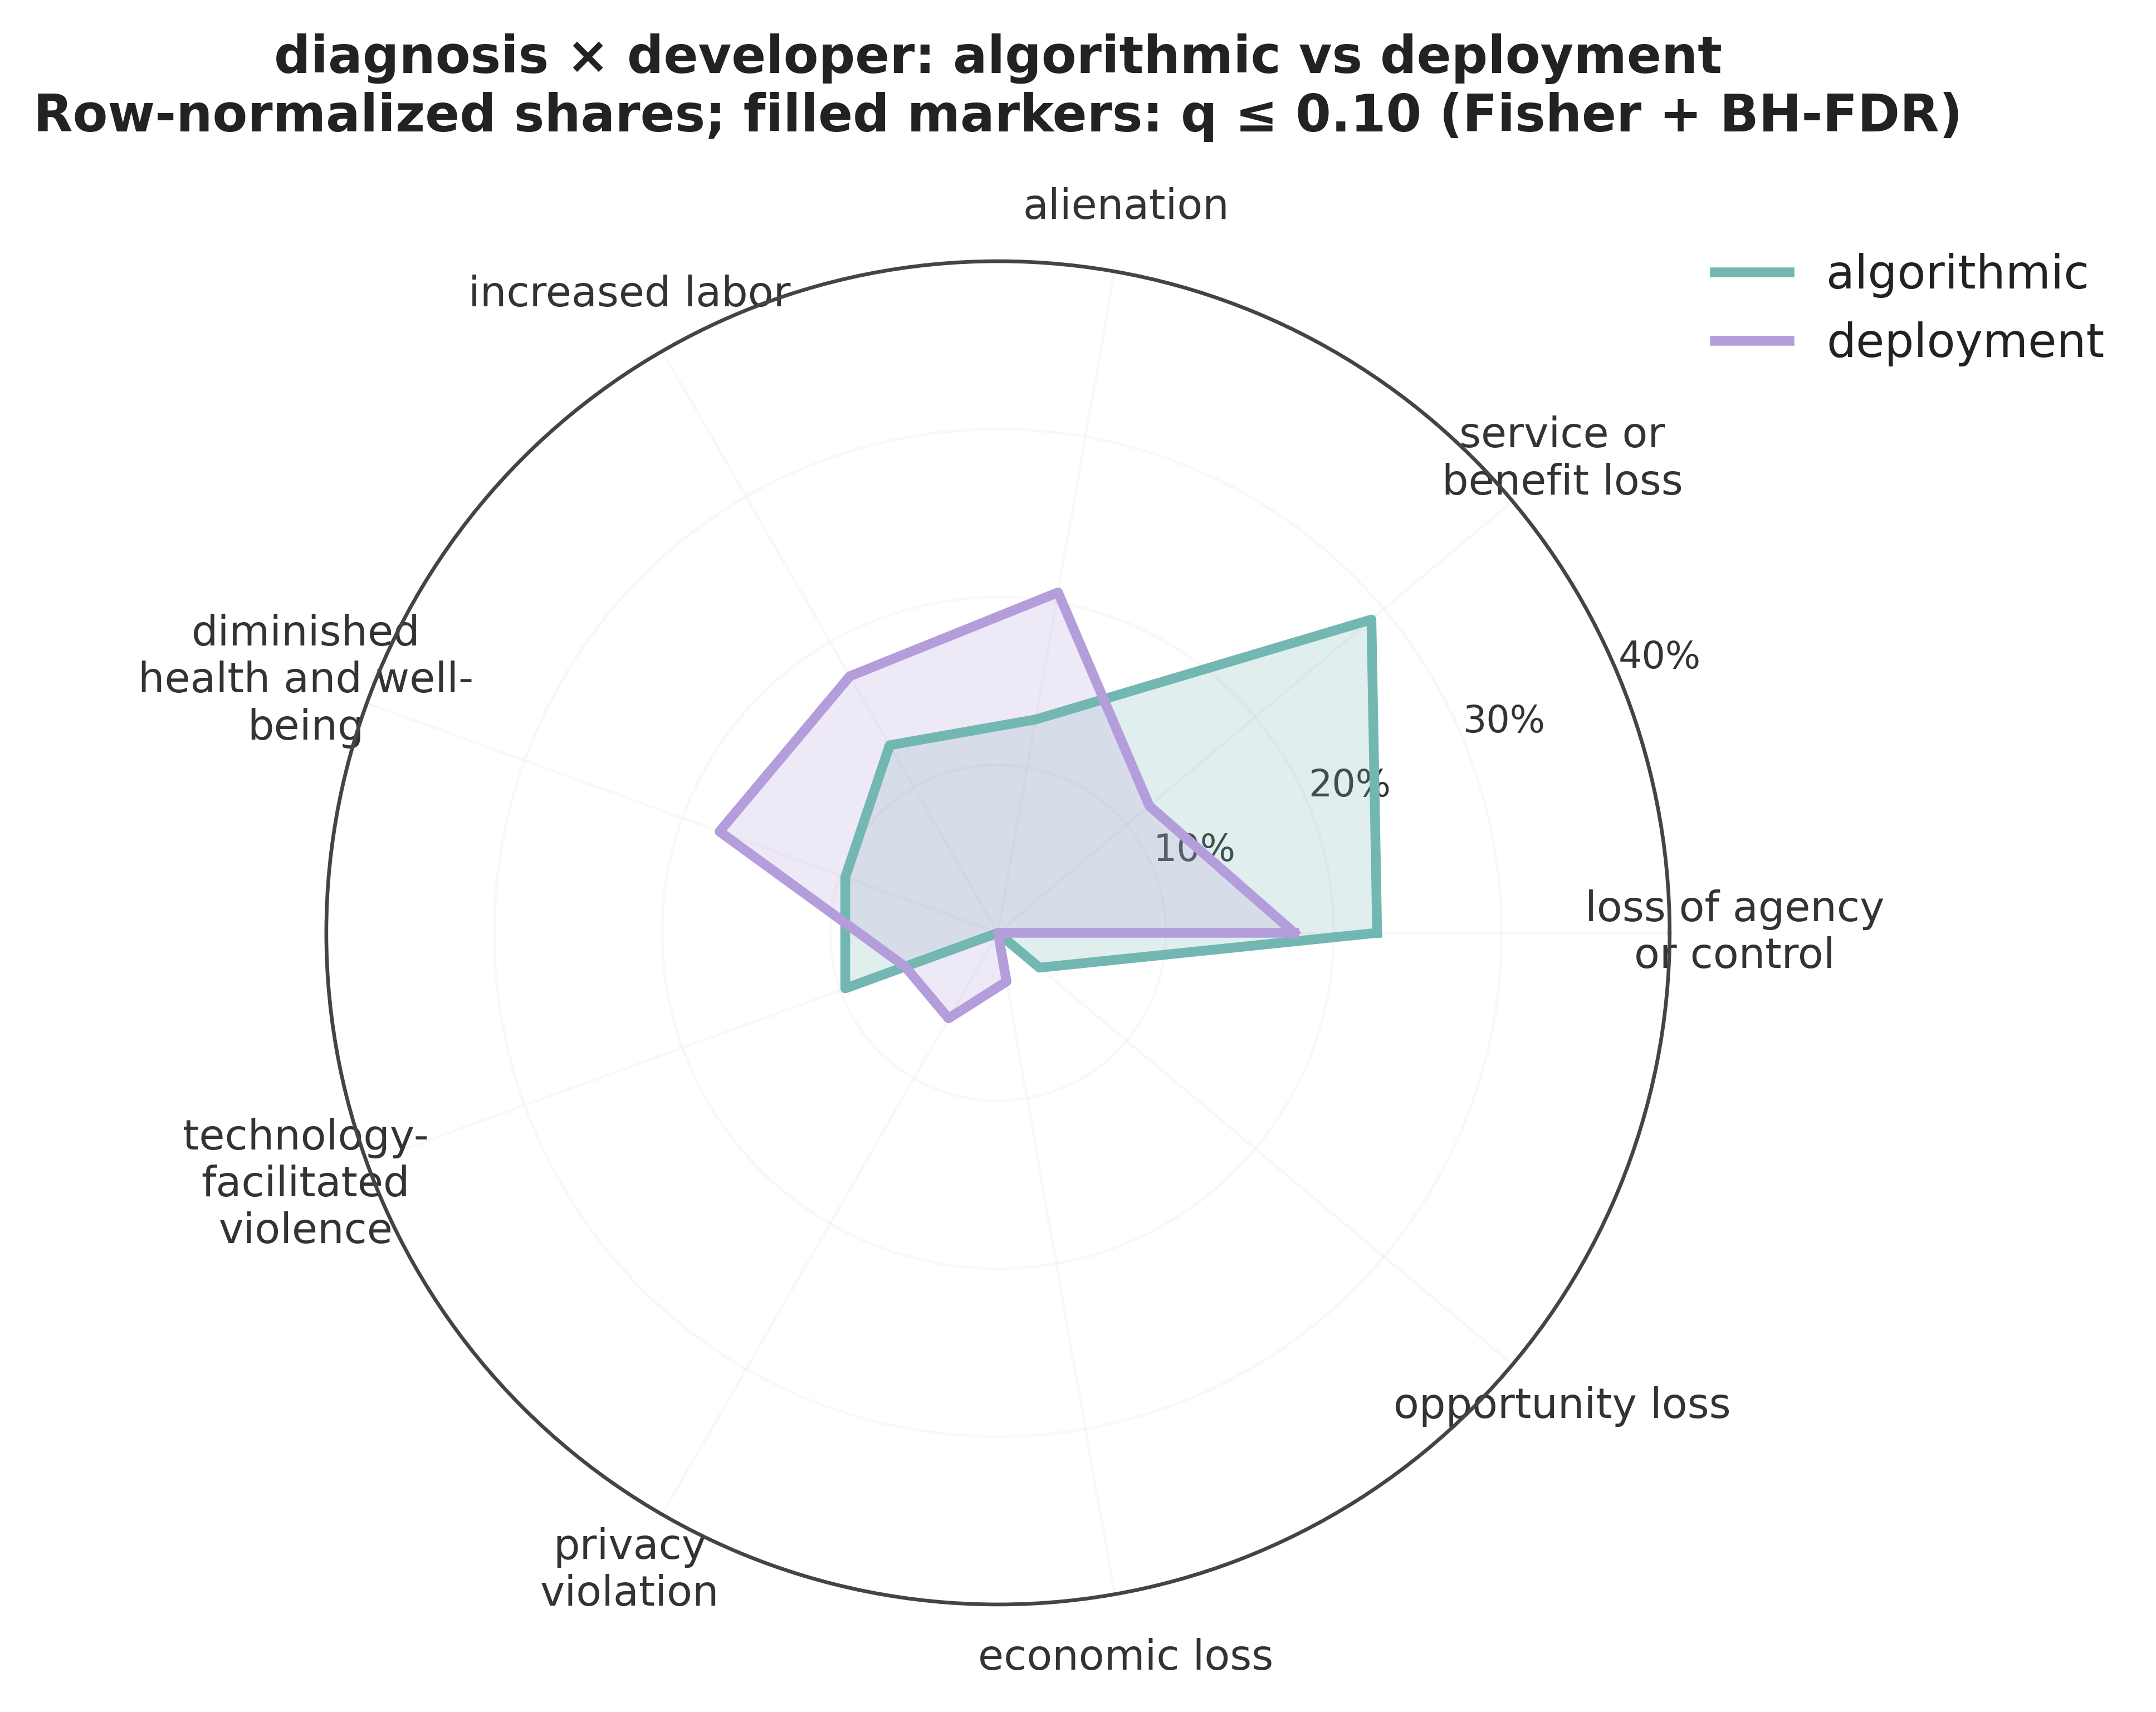 diagnosis × developer: algorithmic vs deployment
Row-normalized shares; filled markers: q ≤ 0.10 (Fisher + BH-FDR)
alienation
algorithmic
deployment
increased labor
service or
benefit loss
diminished
health and well-
being
40%
30%
20%
10%
loss of agency
or control
technology-
facilitated
violence
opportunity loss
privacy
violation
economic loss